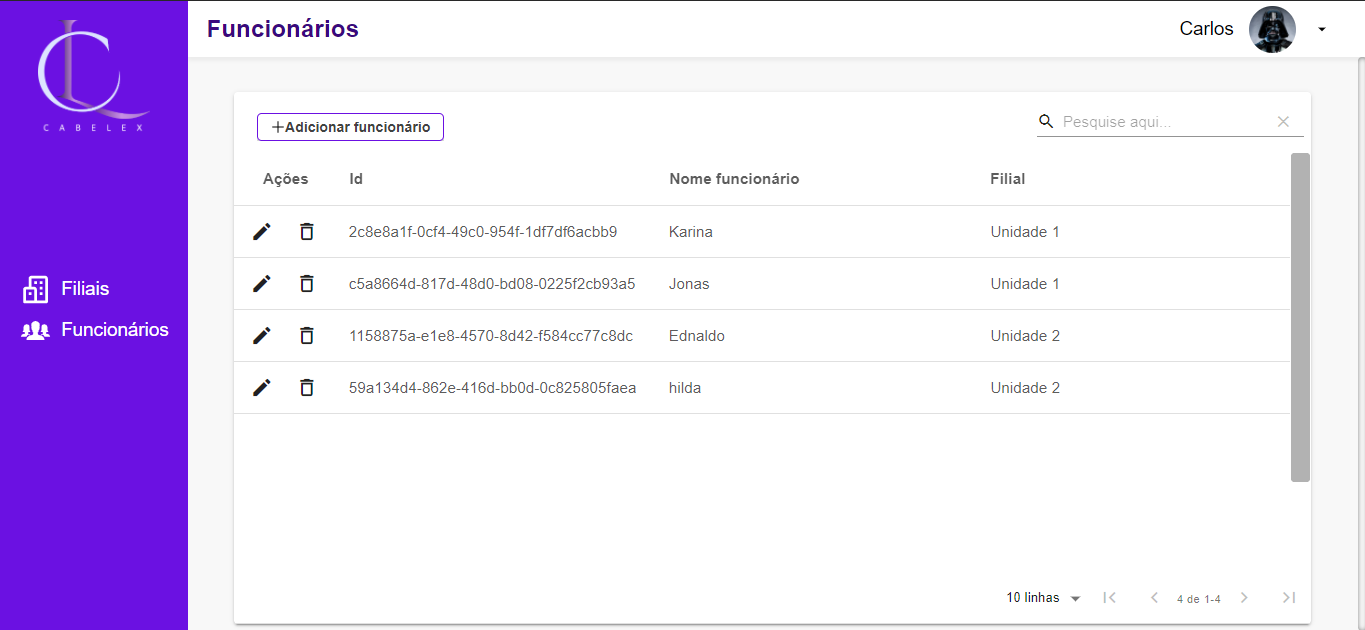 CABELEX
Funcionários
Carlos
Filiais
Funcionários
+Adicionar funcionário
Pesquise aqui...
Ações Id Nome funcionário Filial
2c8e8a1f-0cf4-49c0-954f-1df7df6acbb9 Karina Unidade 1
c5a8664d-817d-48d0-bd08-0225f2cb93a5 Jonas Unidade 1
1158875a-e1e8-4570-8d42-f584cc77c8dc Ednaldo Unidade 2
59a134d4-862e-416d-bb0d-0c825805faea hilda Unidade 2
10 linhas 4 de 1-4